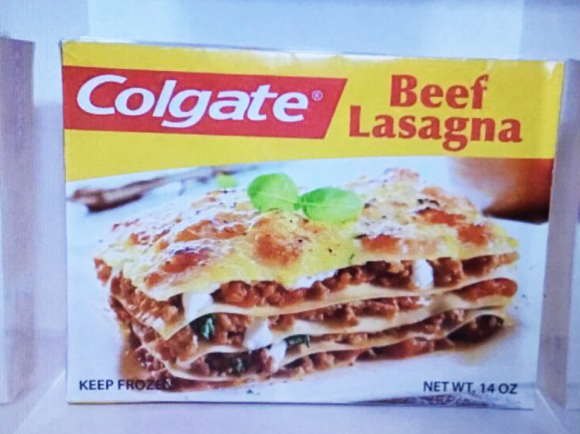 Colgate®
Beef
Lasagna
KEEP FROZEN
NET WT. 14 OZ